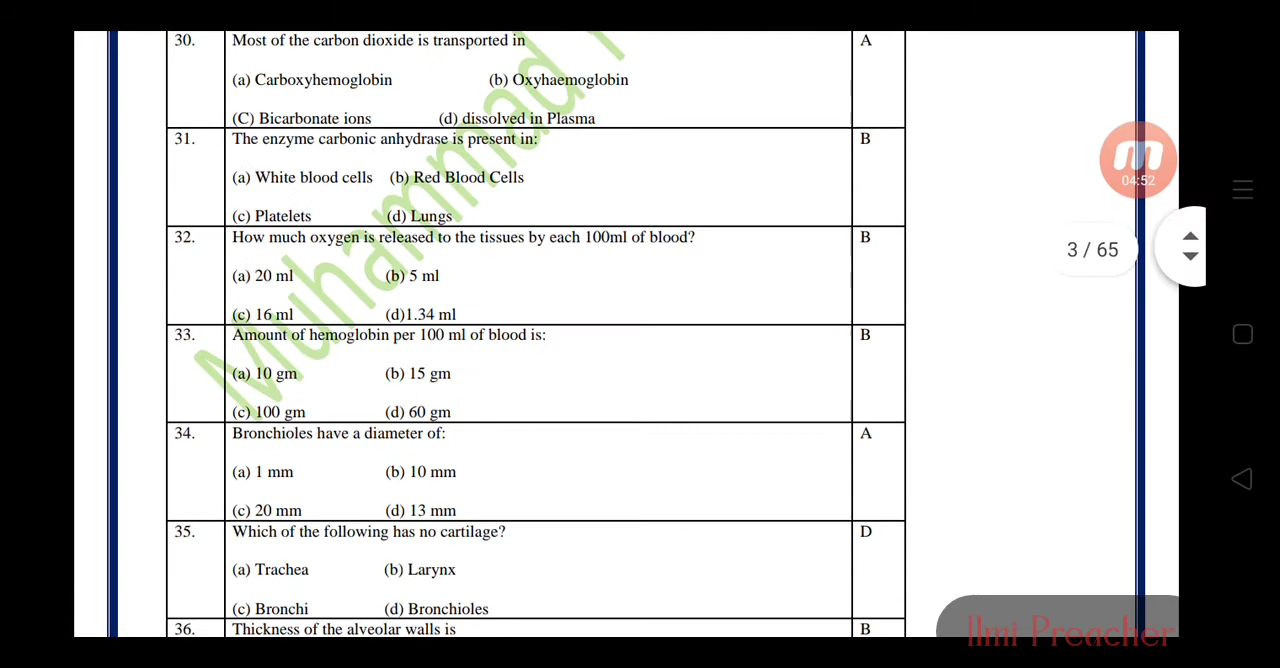 30. Most of the carbon dioxide is transported in A
(a) Carboxyhemoglobin (b) Oxyhaemoglobin
(C) Bicarbonate ions (d) dissolved in Plasma
31. The enzyme carbonic anhydrase is present in: B
(a) White blood cells (b) Red Blood Cells
(c) Platelets (d) Lungs
32. How much oxygen is released to the tissues by each 100ml of blood? B
(a) 20 ml (b) 5 ml
(c) 16 ml (d)1.34 ml
33. Amount of hemoglobin per 100 ml of blood is: B
(a) 10 gm (b) 15 gm
(c) 100 gm (d) 60 gm
34. Bronchioles have a diameter of: A
(a) 1 mm (b) 10 mm
(c) 20 mm (d) 13 mm
35. Which of the following has no cartilage? D
(a) Trachea (b) Larynx
(c) Bronchi (d) Bronchioles
36. Thickness of the alveolar walls is B
Muhammad
04:52
3 / 65
Ilmi Preacher